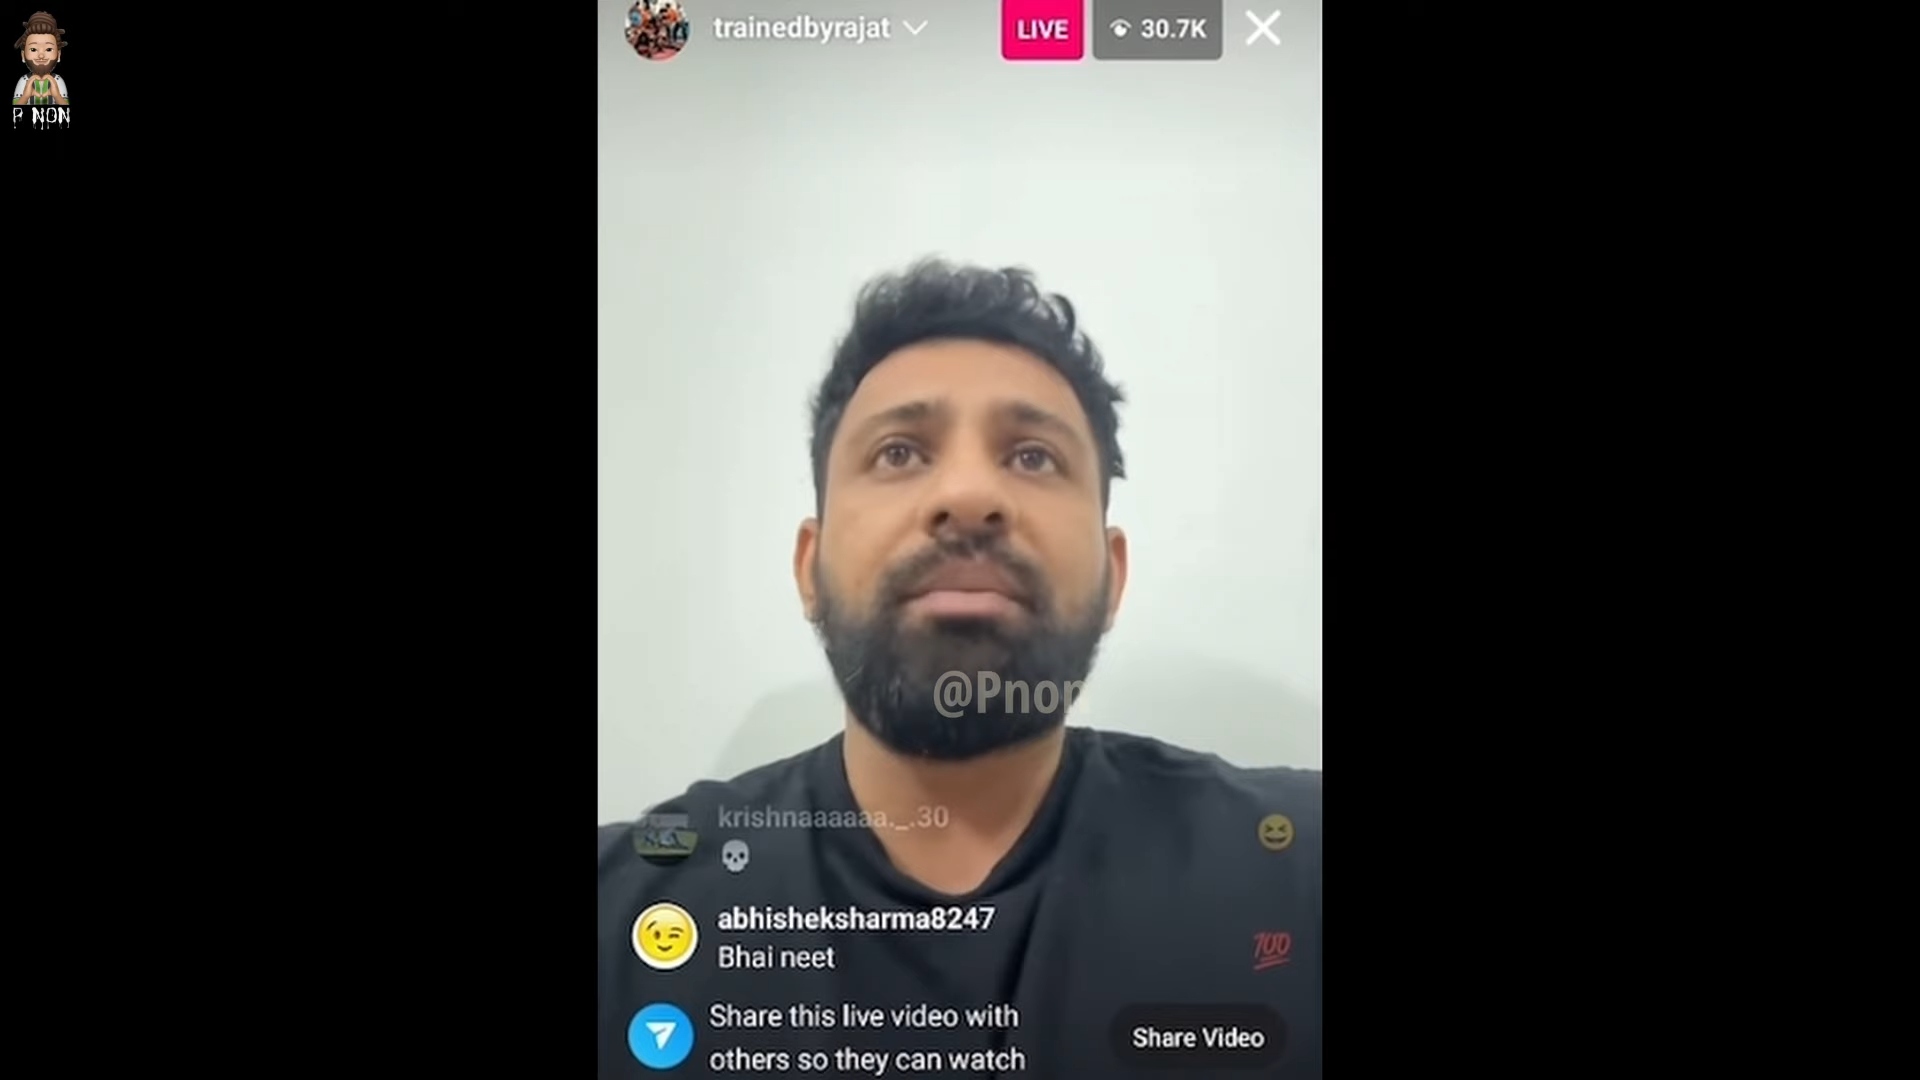 P NON
trainedbyrajat
LIVE
30.7K
@Pnon
krishnaaaaaa._.30
abhisheksharma8247
Bhai neet
100
Share this live video with
others so they can watch
Share Video